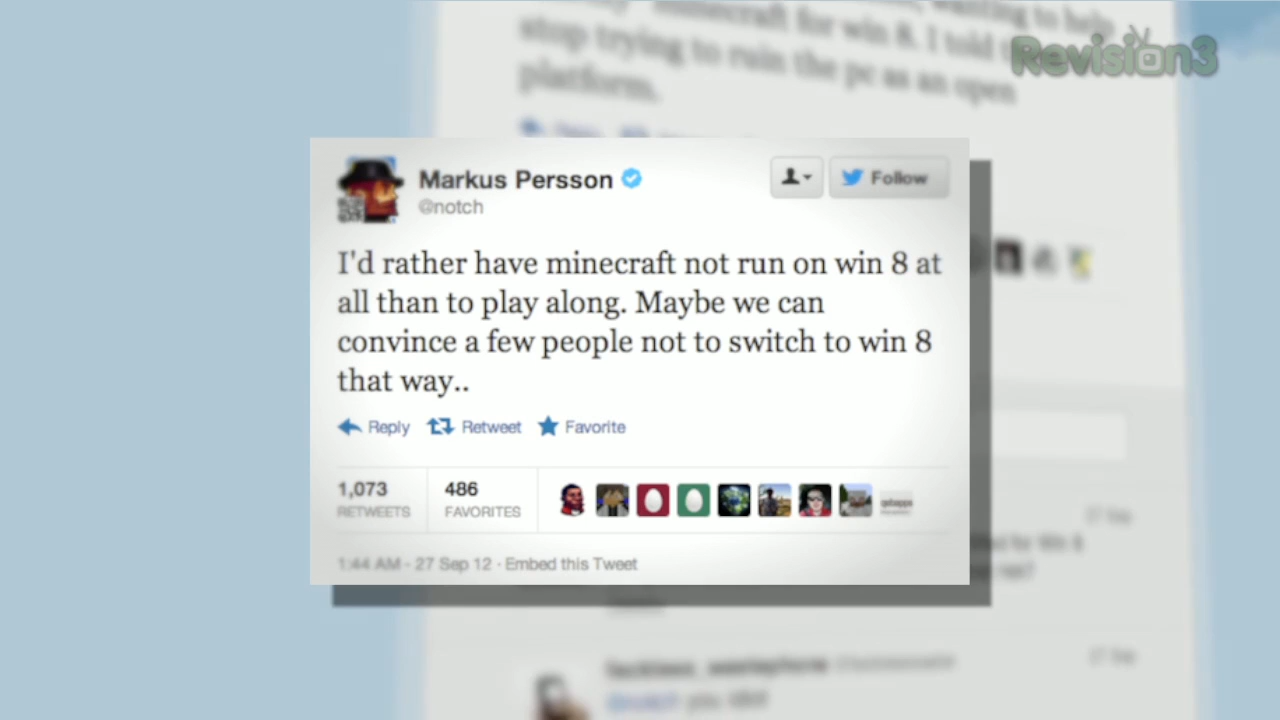 minecraft for win 8. I told
stop trying to ruin the pc as an open
platform.
Revision3
Markus Persson
@notch
Follow
I'd rather have minecraft not run on win 8 at
all than to play along. Maybe we can
convince a few people not to switch to win 8
that way..
Reply Retweet Favorite
1,073 486
RETWEETS FAVORITES
1:44 AM - 27 Sep 12 · Embed this Tweet